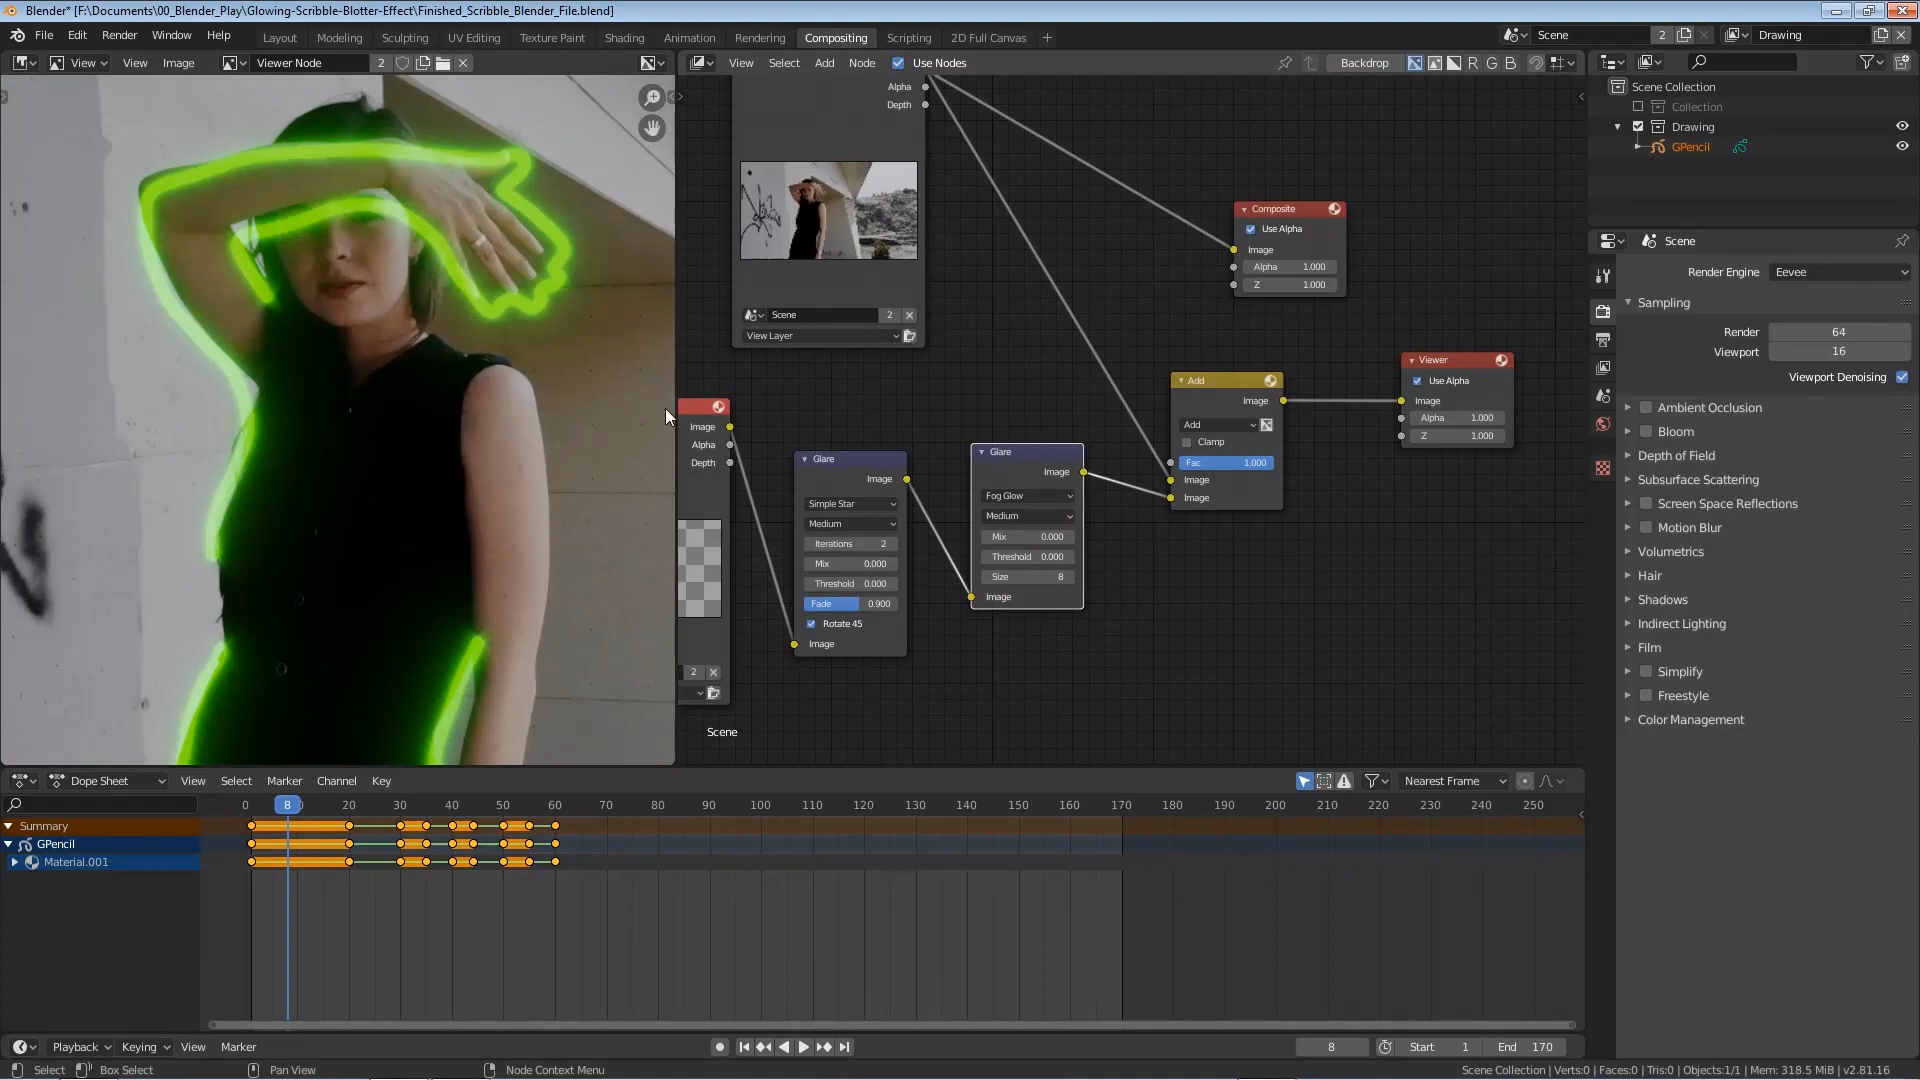 Blender* [F:\Documents\00_Blender_Play\Glowing-Scribble-Blotter-Effect\Finished_Scribble_Blender_File.blend]
File Edit Render Window Help Layout Modeling Sculpting UV Editing Texture Paint Shading Animation Rendering Compositing Scripting 2D Full Canvas + Scene 2 Drawing
View View Image Viewer Node 2 View Select Add Node Use Nodes Backdrop R G B
Scene Collection
Collection
Drawing
GPencil
Alpha
Depth
Scene 2
View Layer
Composite
Use Alpha
Image
Alpha 1.000
Z 1.000
Viewer
Use Alpha
Image
Alpha 1.000
Z 1.000
Add
Image
Add
Clamp
Fac 1.000
Image
Image
Image
Alpha
Depth
2
Scene
Glare
Image
Simple Star
Medium
Iterations 2
Mix 0.000
Threshold 0.000
Fade 0.900
Rotate 45
Image
Glare
Image
Fog Glow
Medium
Mix 0.000
Threshold 0.000
Size 8
Image
Scene
Render Engine Eevee
Sampling
Render 64
Viewport 16
Viewport Denoising
Ambient Occlusion
Bloom
Depth of Field
Subsurface Scattering
Screen Space Reflections
Motion Blur
Volumetrics
Hair
Shadows
Indirect Lighting
Film
Simplify
Freestyle
Color Management
Dope Sheet View Select Marker Channel Key Nearest Frame
0 8 20 30 40 50 60 70 80 90 100 110 120 130 140 150 160 170 180 190 200 210 220 230 240 250
Summary
GPencil
Material.001
Playback Keying View Marker 8 Start 1 End 170
Select Box Select Pan View Node Context Menu Scene Collection | Verts:0 | Faces:0 | Tris:0 | Objects:1/1 | Mem: 318.5 MiB | v2.81.16